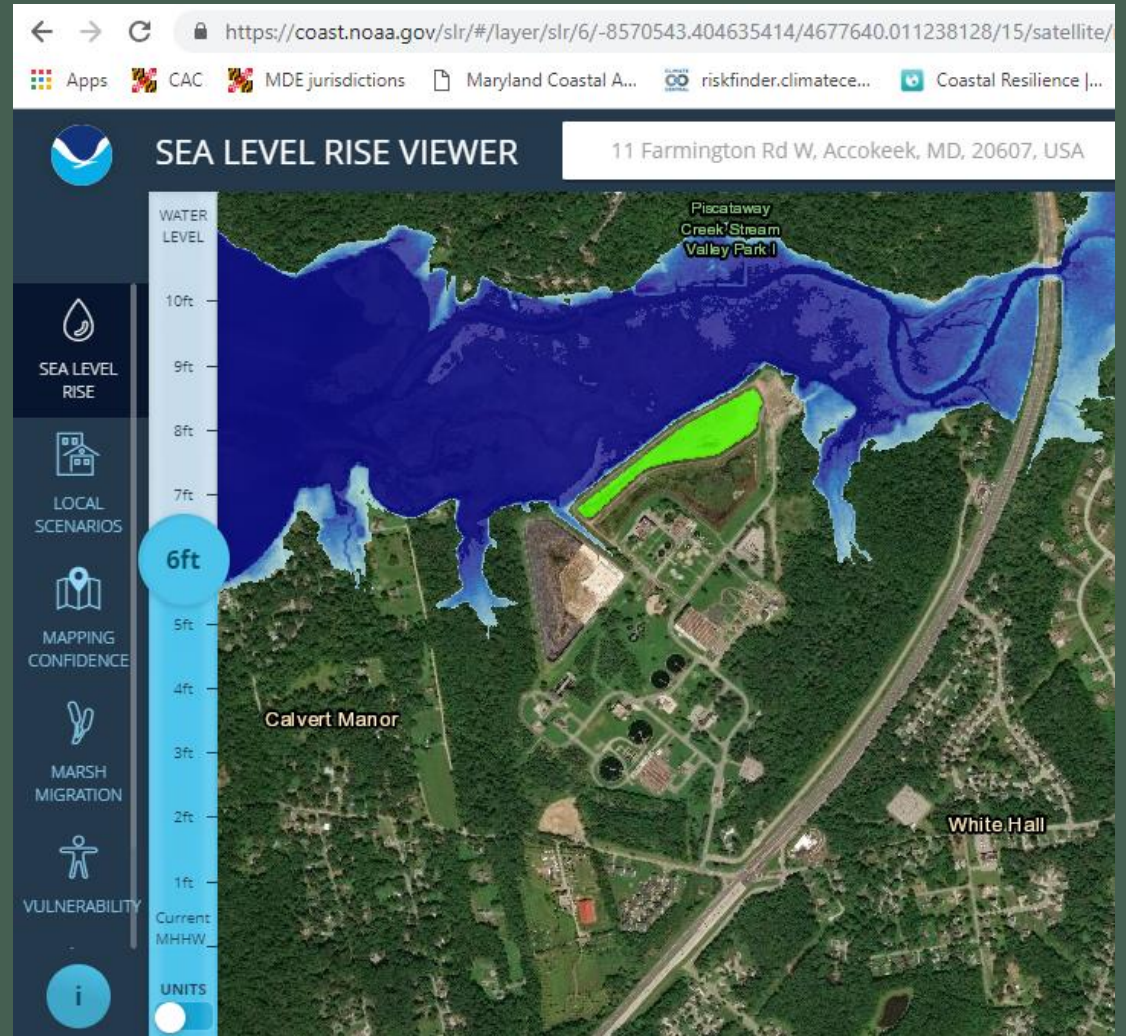 https://coast.noaa.gov/slr/#/layer/slr/6/-8570543.404635414/4677640.011238128/15/satellite/
Apps CAC MDE jurisdictions Maryland Coastal A... riskfinder.climatece... Coastal Resilience |...
SEA LEVEL RISE VIEWER 11 Farmington Rd W, Accokeek, MD, 20607, USA
WATER
LEVEL
10ft
9ft
8ft
7ft
6ft
5ft
4ft
3ft
2ft
1ft
Current
MHHW
UNITS
SEA LEVEL
RISE
LOCAL
SCENARIOS
MAPPING
CONFIDENCE
MARSH
MIGRATION
VULNERABILITY
i
Piscataway
Creek Stream
Valley Park I
Calvert Manor
White Hall